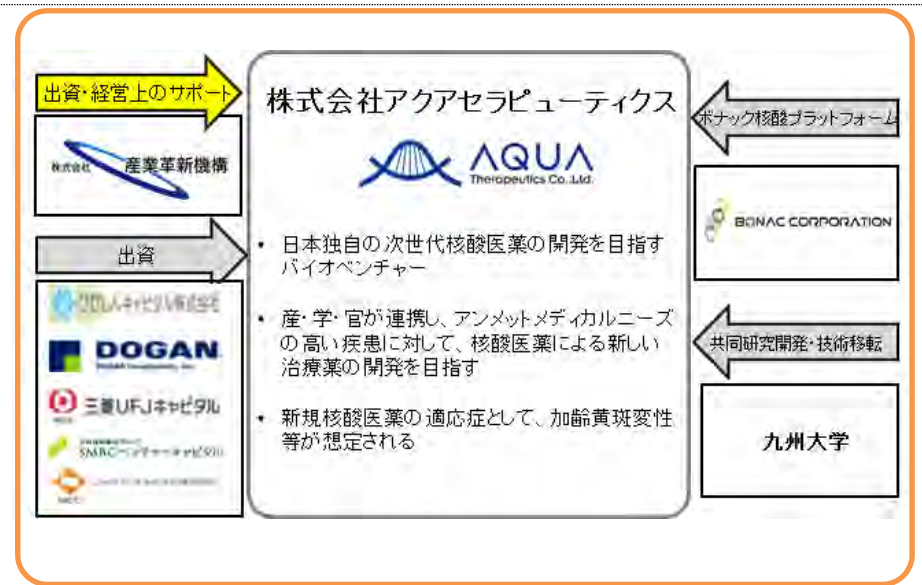 出資・経営上のサポート
株式会社 産業革新機構
出資
DOGAN
三菱UFJキャピタル
SMBCベンチャーキャピタル
株式会社アクアセラピューティクス
AQUA
Therapeutics Co.,Ltd.
・ 日本独自の次世代核酸医薬の開発を目指す
バイオベンチャー
・ 産・学・官が連携し、アンメットメディカルニーズ
の高い疾患に対して、核酸医薬による新しい
治療薬の開発を目指す
・ 新規核酸医薬の適応症として、加齢黄斑変性
等が想定される
ボナック核酸プラットフォーム
BONAC CORPORATION
共同研究開発・技術移転
九州大学